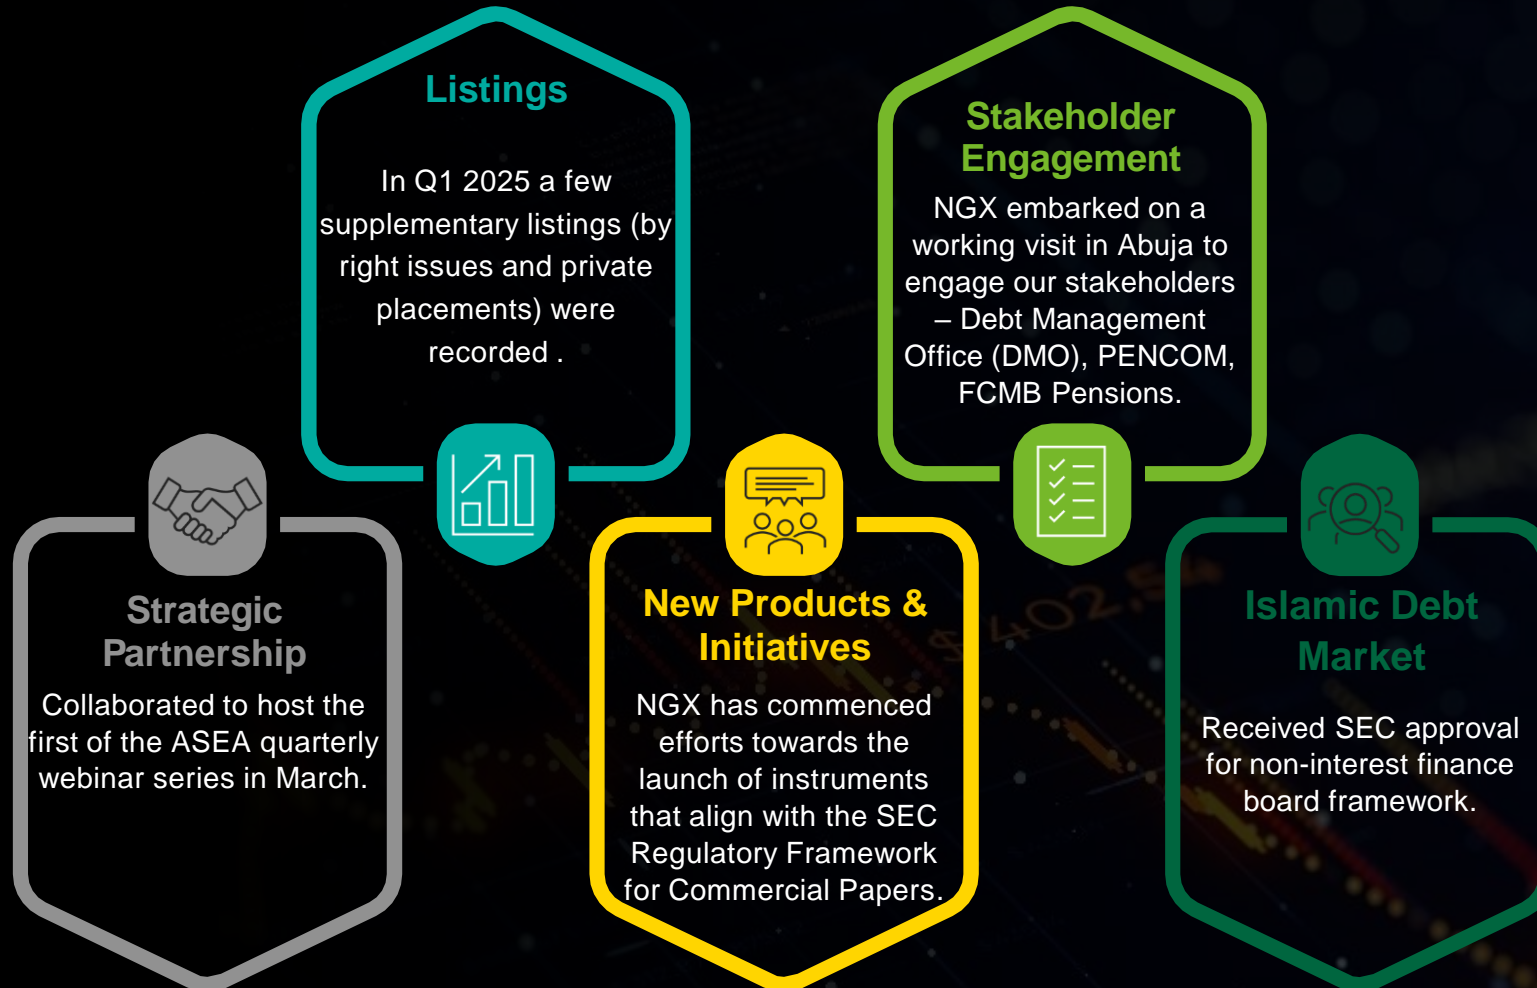 Listings
In Q1 2025 a few
supplementary listings (by
right issues and private
placements) were
recorded .
Stakeholder
Engagement
NGX embarked on a
working visit in Abuja to
engage our stakeholders
– Debt Management
Office (DMO), PENCOM,
FCMB Pensions.
Strategic
Partnership
Collaborated to host the
first of the ASEA quarterly
webinar series in March.
New Products &
Initiatives
NGX has commenced
efforts towards the
launch of instruments
that align with the SEC
Regulatory Framework
for Commercial Papers.
Islamic Debt
Market
Received SEC approval
for non-interest finance
board framework.
$402,54